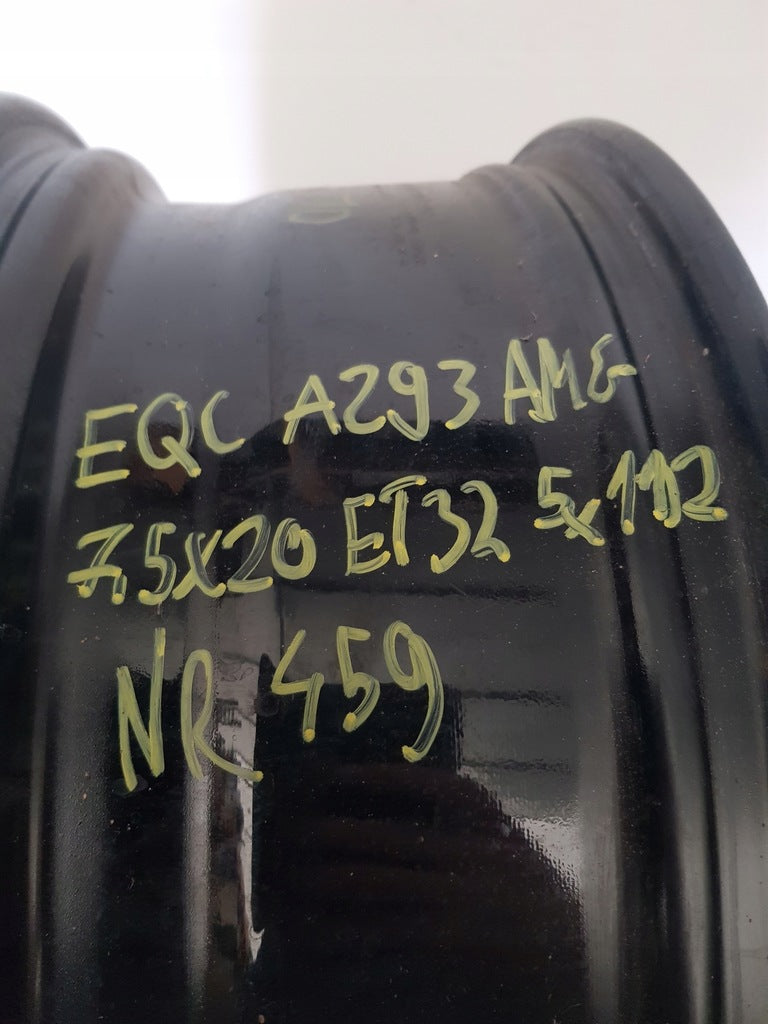 EQC A293 AMG
7,5X20 ET32 5x112
NR 459